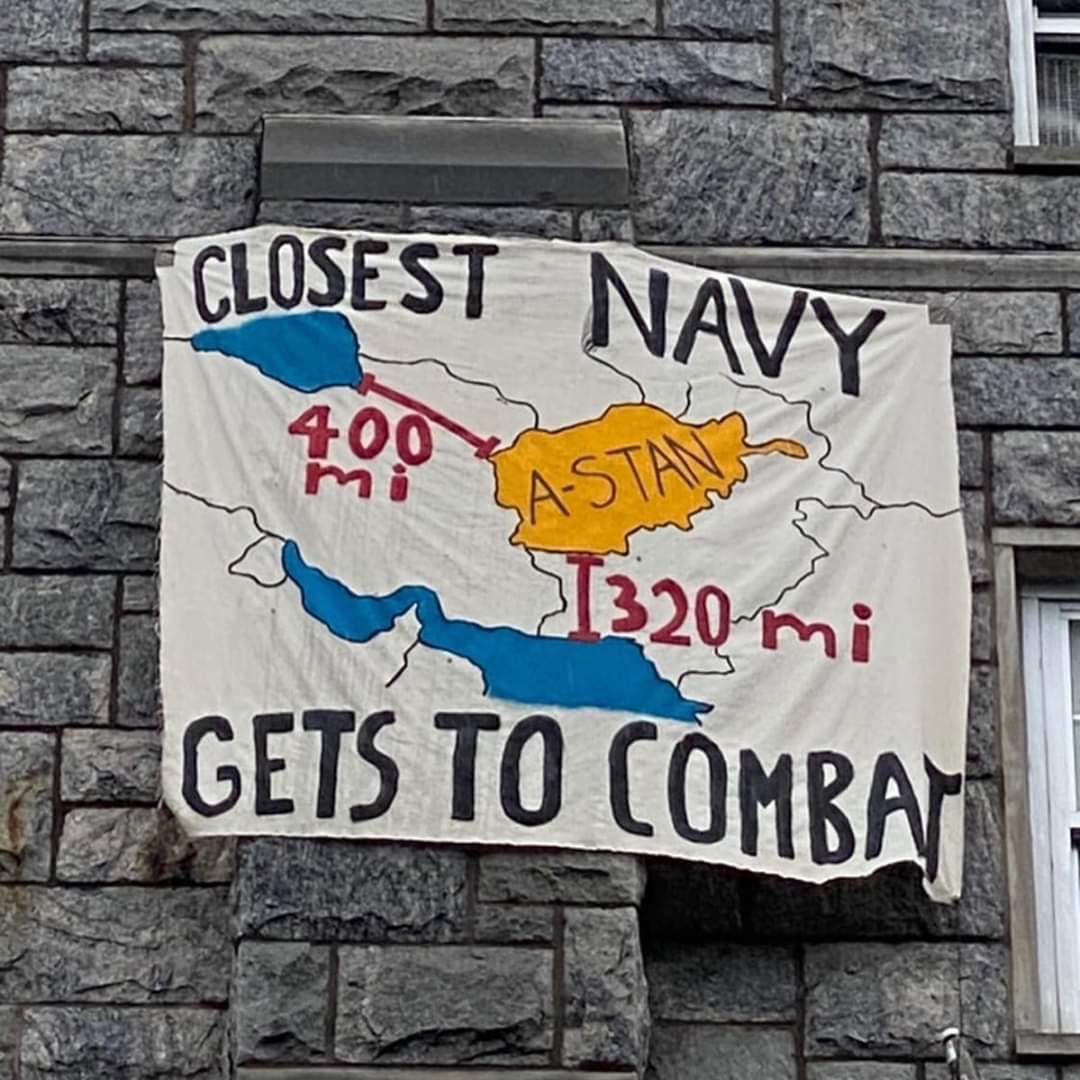 CLOSEST NAVY
400
mi
A-STAN
320 mi
GETS TO COMBAT